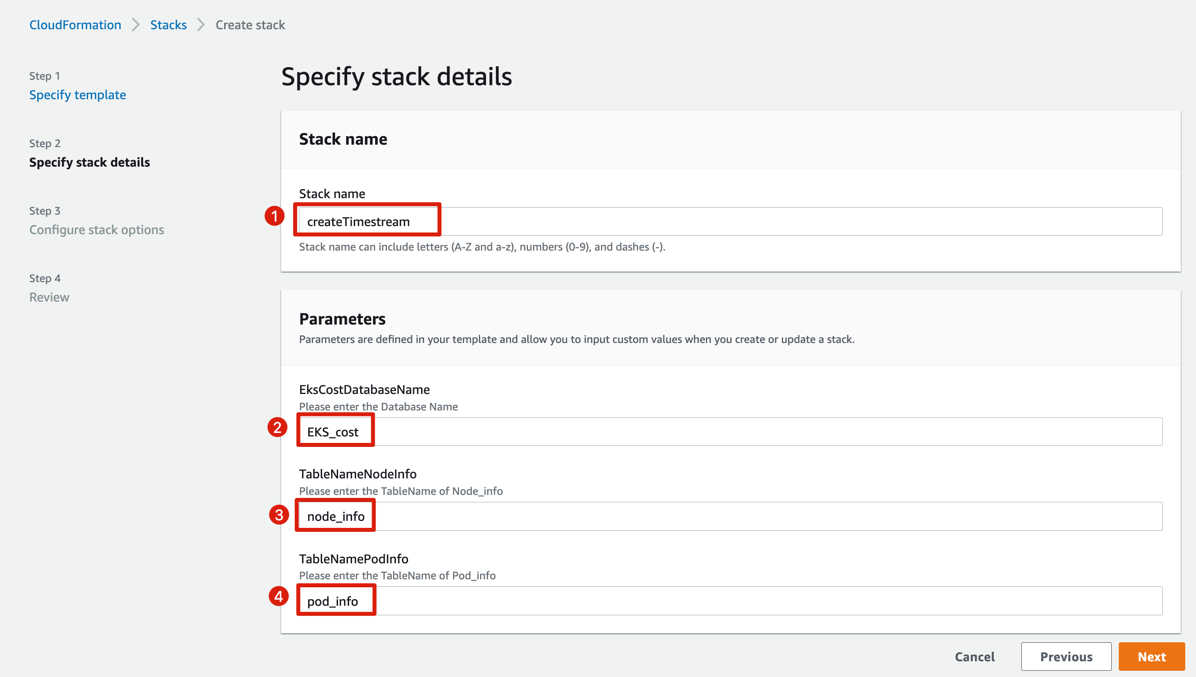 CloudFormation > Stacks > Create stack
Step 1
Specify template
Step 2
Specify stack details
Step 3
Configure stack options
Step 4
Review
Specify stack details
Stack name
Stack name
1 createTimestream
Stack name can include letters (A-Z and a-z), numbers (0-9), and dashes (-).
Parameters
Parameters are defined in your template and allow you to input custom values when you create or update a stack.
EksCostDatabaseName
Please enter the Database Name
2 EKS_cost
TableNameNodeInfo
Please enter the TableName of Node_info
3 node_info
TableNamePodInfo
Please enter the TableName of Pod_info
4 pod_info
Cancel Previous Next